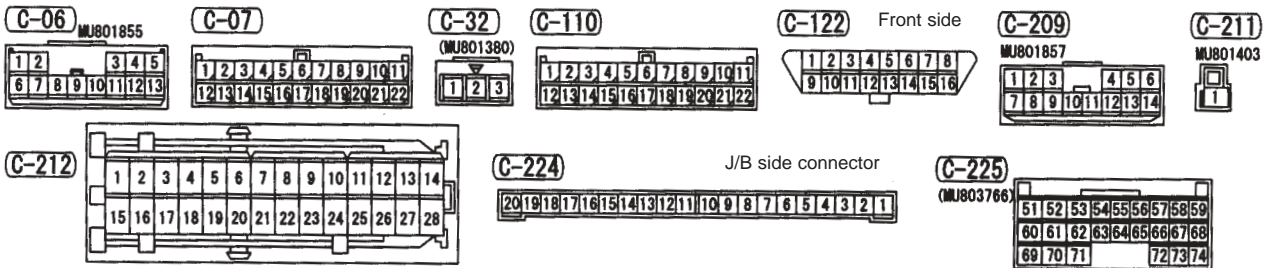 C-06
MU801855
1 2 3 4 5
6 7 8 9 10 11 12 13
C-07
1 2 3 4 5 6 7 8 9 10 11
12 13 14 15 16 17 18 19 20 21 22
C-32
(MU801380)
1 2 3
C-110
1 2 3 4 5 6 7 8 9 10 11
12 13 14 15 16 17 18 19 20 21 22
C-122
Front side
1 2 3 4 5 6 7 8
9 10 11 12 13 14 15 16
C-209
MU801857
1 2 3 4 5 6
7 8 9 10 11 12 13 14
C-211
MU801403
1
C-212
1 2 3 4 5 6 7 8 9 10 11 12 13 14
15 16 17 18 19 20 21 22 23 24 25 26 27 28
C-224
J/B side connector
20 19 18 17 16 15 14 13 12 11 10 9 8 7 6 5 4 3 2 1
C-225
(MU803766)
51 52 53 54 55 56 57 58 59
60 61 62 63 64 65 66 67 68
69 70 71 72 73 74